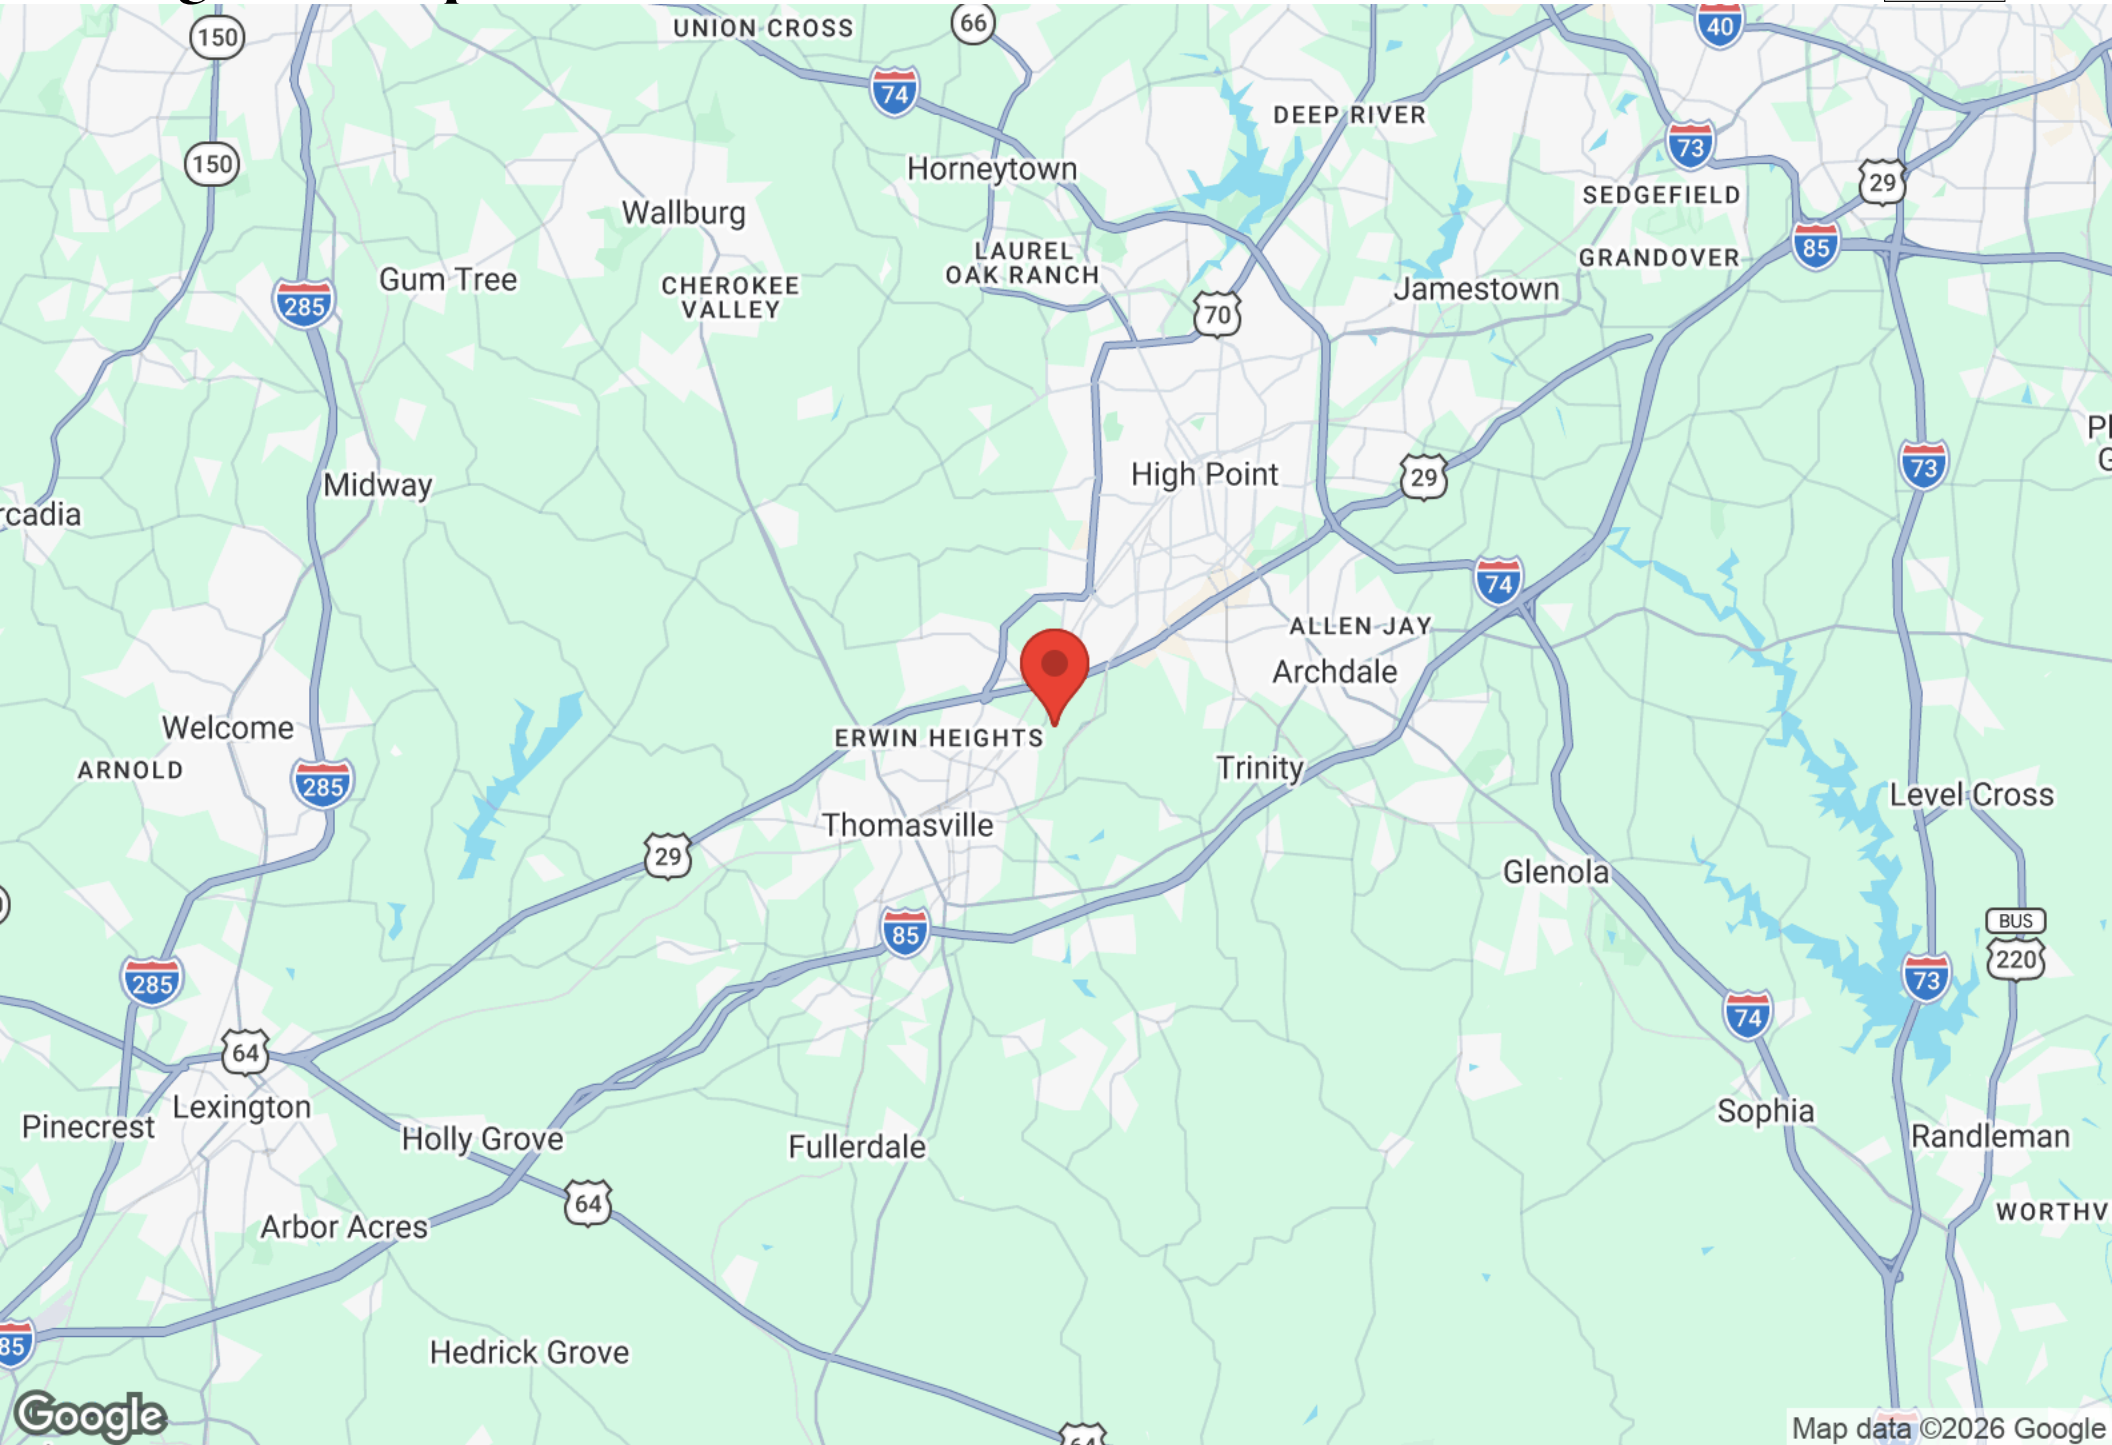 UNION CROSS
66
40
150
74
DEEP RIVER
150
73
Horneytown
29
SEDGEFIELD
Wallburg
LAUREL
OAK RANCH
GRANDOVER
85
Gum Tree
CHEROKEE
VALLEY
Jamestown
285
70
High Point
29
73
Midway
rcadia
74
ALLEN JAY
Archdale
Welcome
ERWIN HEIGHTS
ARNOLD
Trinity
285
Level Cross
Thomasville
29
Glenola
85
BUS
220
285
73
74
64
Lexington
Pinecrest
Holly Grove
Fullerdale
Sophia
Randleman
64
WORTHV
Arbor Acres
85
Hedrick Grove
Google
64
Map data ©2026 Google